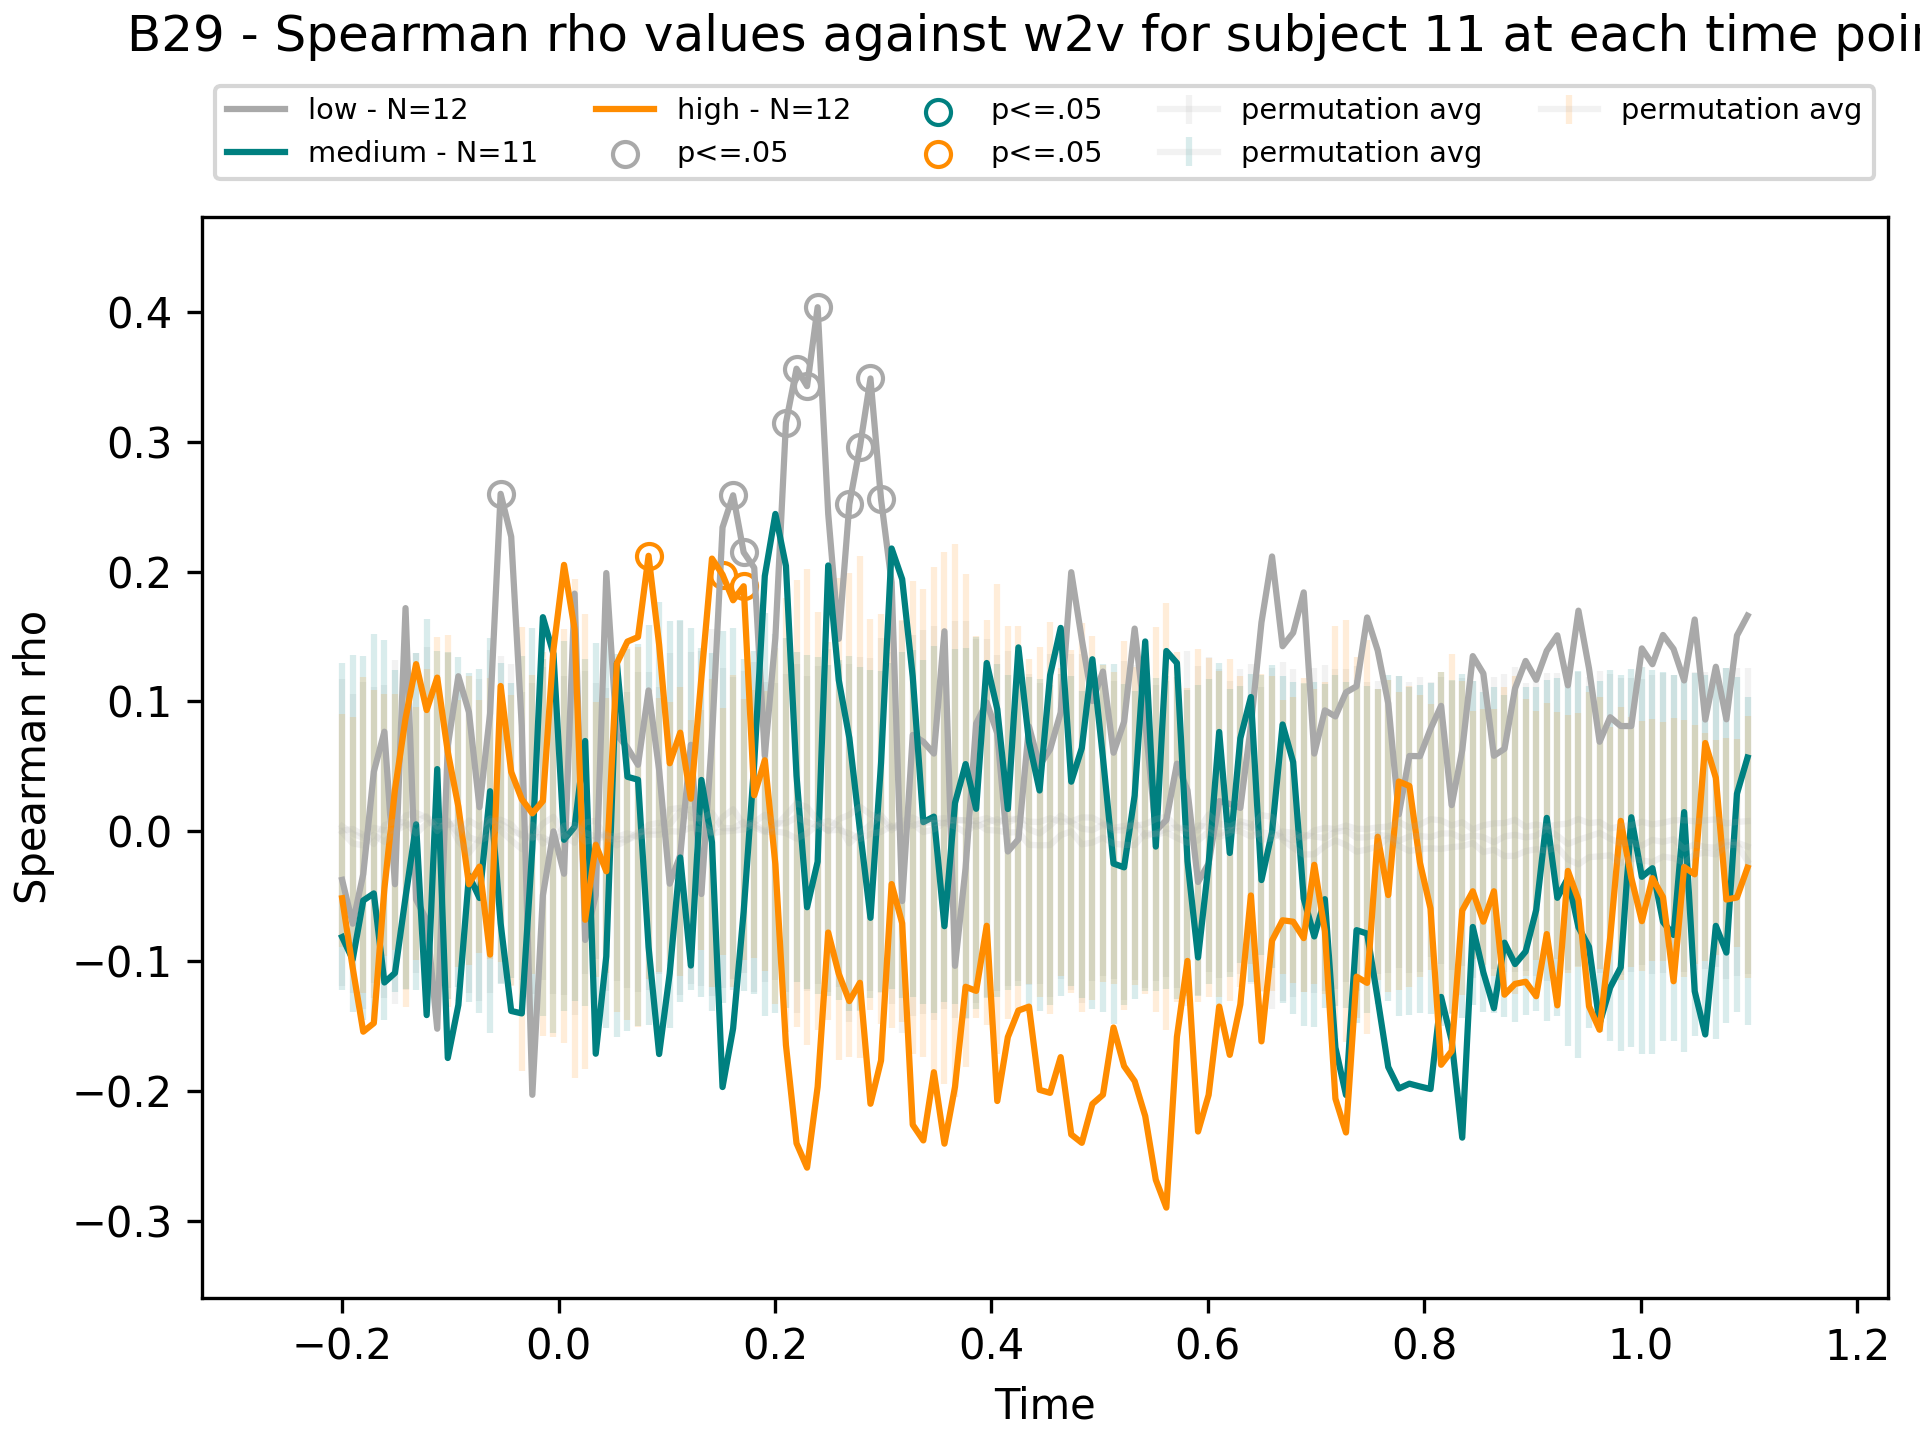 B29 - Spearman rho values against w2v for subject 11 at each time
low - N=12 high - N=12 p<=.05 permutation avg permutation avg
medium - N=11 p<=.05 p<=.05 permutation avg
Spearman rho
0.4
0.3
0.2
0.1
0.0
−0.1
−0.2
−0.3
−0.2 0.0 0.2 0.4 0.6 0.8 1.0 1.2
Time